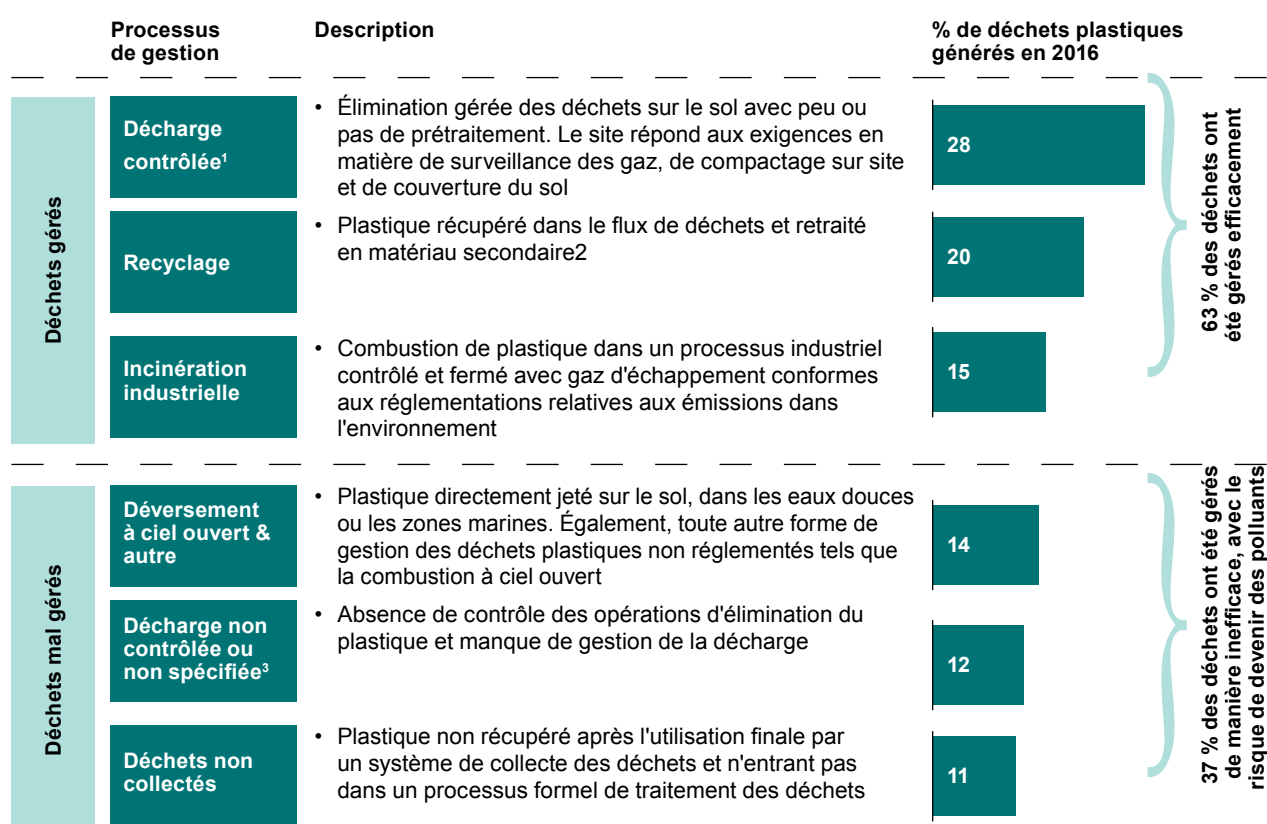 Processus
de gestion
Description
% de déchets plastiques
générés en 2016
Déchets gérés
Décharge
contrôlée¹
• Élimination gérée des déchets sur le sol avec peu ou
pas de prétraitement. Le site répond aux exigences en
matière de surveillance des gaz, de compactage sur site
et de couverture du sol
28
Recyclage
• Plastique récupéré dans le flux de déchets et retraité
en matériau secondaire2
20
Incinération
industrielle
• Combustion de plastique dans un processus industriel
contrôlé et fermé avec gaz d'échappement conformes
aux réglementations relatives aux émissions dans
l'environnement
15
63 % des déchets ont
été gérés efficacement
Déchets mal gérés
Déversement
à ciel ouvert &
autre
• Plastique directement jeté sur le sol, dans les eaux douces
ou les zones marines. Également, toute autre forme de
gestion des déchets plastiques non réglementés tels que
la combustion à ciel ouvert
14
Décharge non
contrôlée ou
non spécifiée³
• Absence de contrôle des opérations d'élimination du
plastique et manque de gestion de la décharge
12
Déchets non
collectés
• Plastique non récupéré après l'utilisation finale par
un système de collecte des déchets et n'entrant pas
dans un processus formel de traitement des déchets
11
37 % des déchets ont été gérés
de manière inefficace, avec le
risque de devenir des polluants